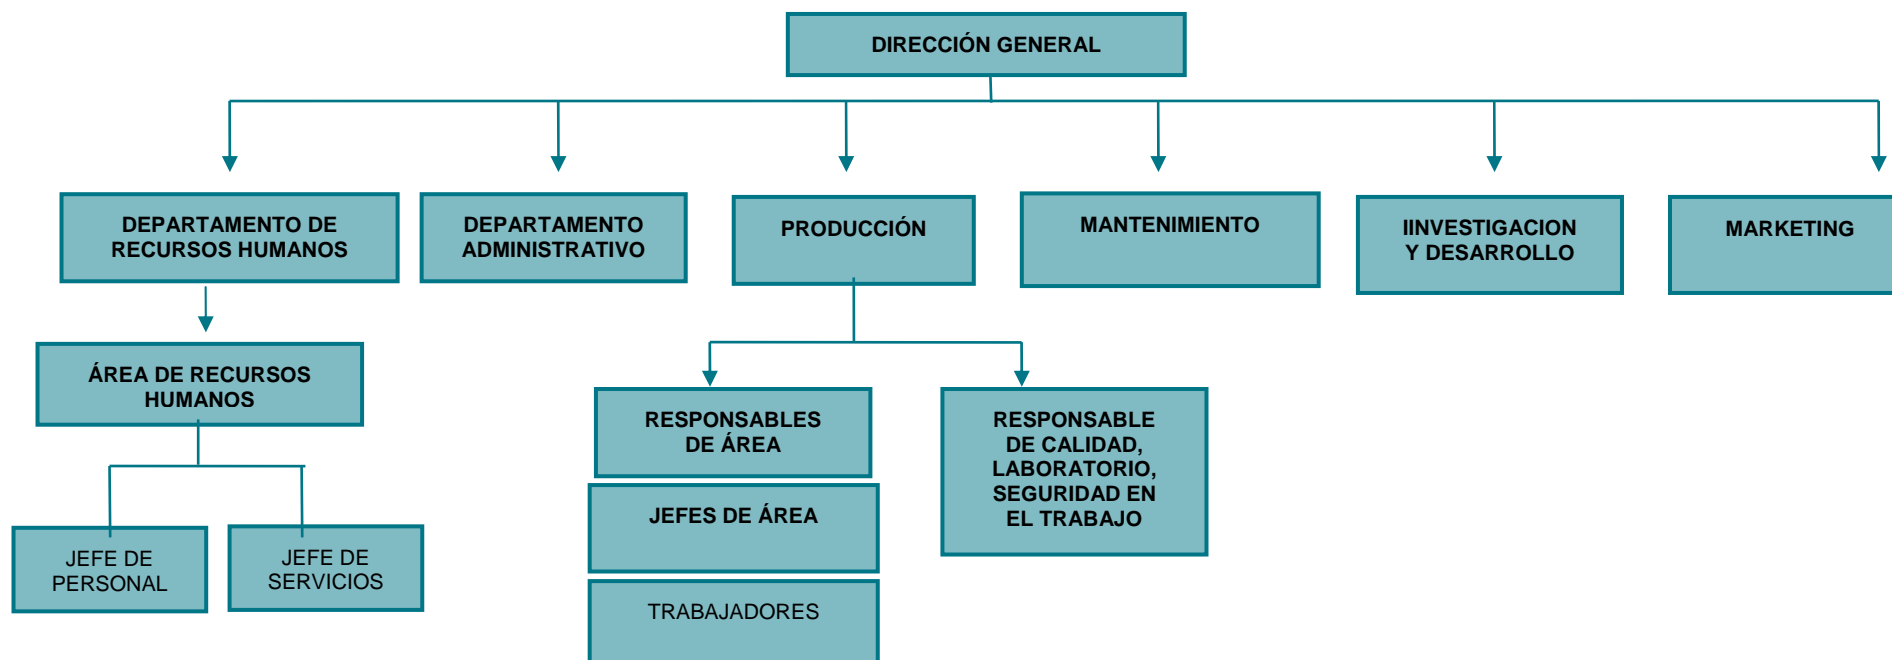 DIRECCIÓN GENERAL
DEPARTAMENTO DE
RECURSOS HUMANOS
DEPARTAMENTO
ADMINISTRATIVO
PRODUCCIÓN
MANTENIMIENTO
IINVESTIGACION
Y DESARROLLO
MARKETING
ÁREA DE RECURSOS
HUMANOS
RESPONSABLES
DE ÁREA
RESPONSABLE
DE CALIDAD,
LABORATORIO,
SEGURIDAD EN
EL TRABAJO
JEFES DE ÁREA
JEFE DE
PERSONAL
JEFE DE
SERVICIOS
TRABAJADORES